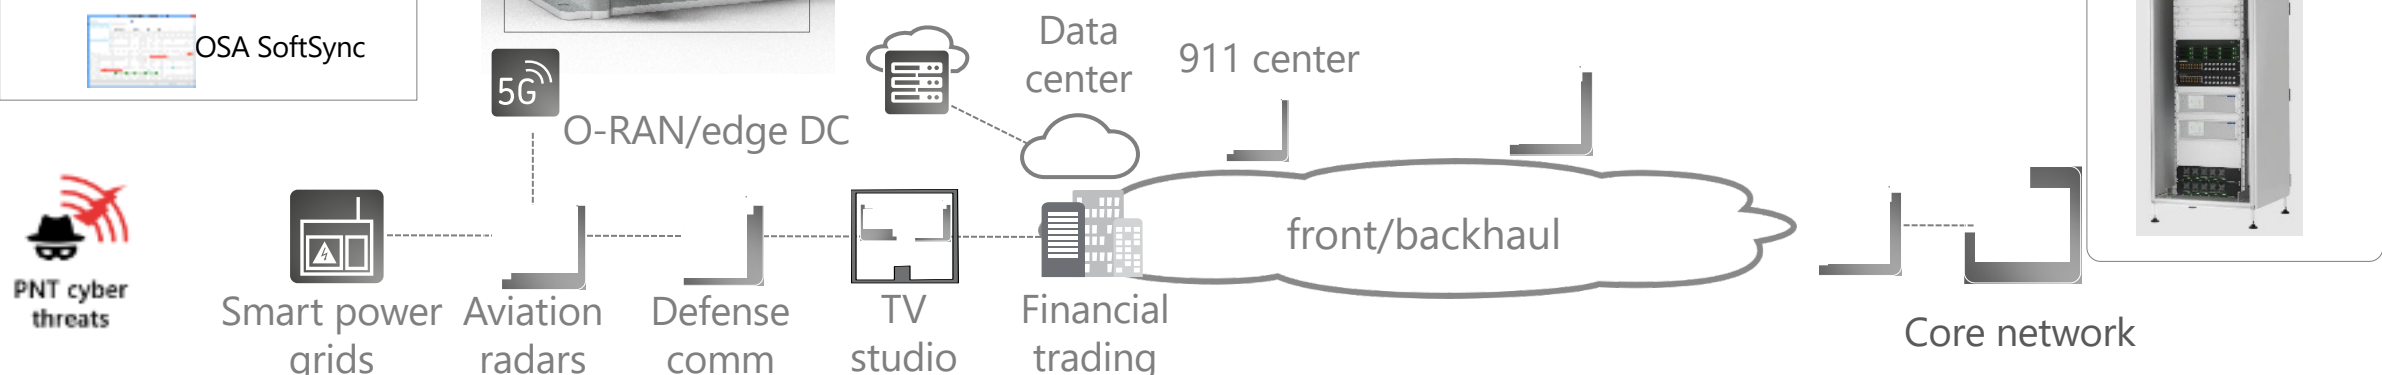 OSA SoftSync
5G
O-RAN/edge DC
Data
center
911 center
front/backhaul
PNT cyber
threats
Smart power
grids
Aviation
radars
Defense
comm
TV
studio
Financial
trading
Core network